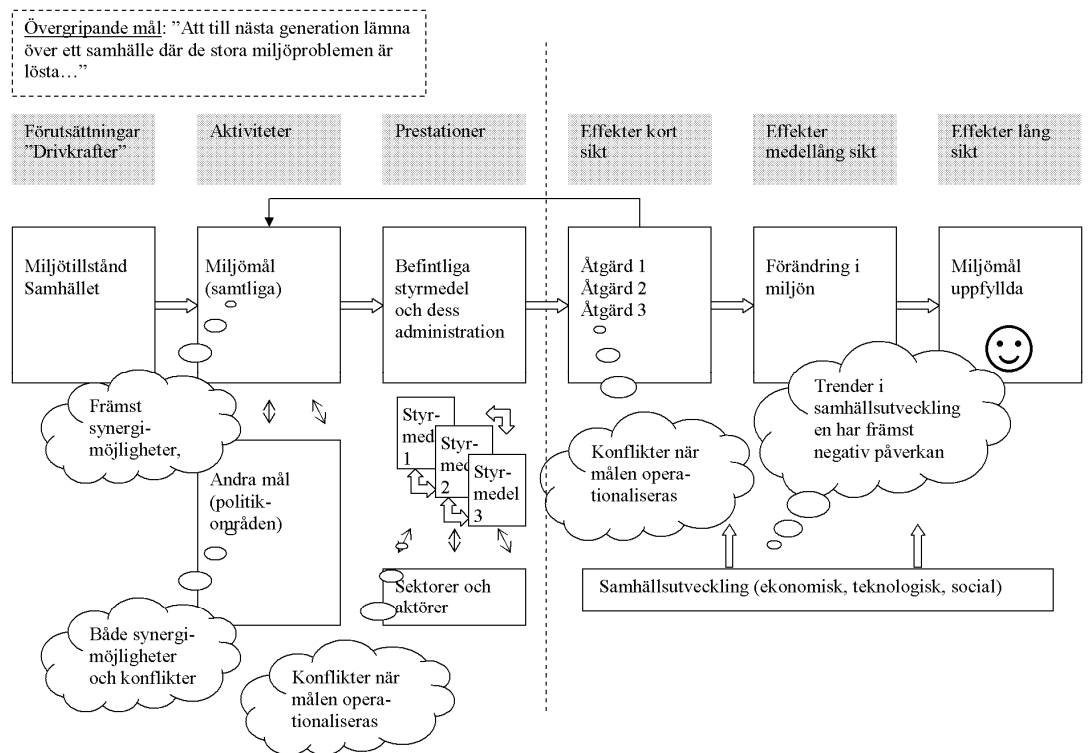 Övergripande mål: ”Att till nästa generation lämna
över ett samhälle där de stora miljöproblemen är
lösta…”
Förutsättningar
”Drivkrafter”
Aktiviteter
Prestationer
Effekter kort
sikt
Effekter
medellång sikt
Effekter lång
sikt
Miljötillstånd
Samhället
Miljömål
(samtliga)
Befintliga
styrmedel
och dess
administration
Åtgärd 1
Åtgärd 2
Åtgärd 3
Förändring i
miljön
Miljömål
uppfyllda
Främst
synergi-
möjligheter,
Andra mål
(politik-
områden)
Både synergi-
möjligheter
och konflikter
Styr-
med
1
Styr-
med
2
Styr-
medel
3
Sektorer och
aktörer
Konflikter när
målen opera-
tionaliseras
Konflikter när
målen opera-
tionaliseras
Trender i
samhällsutveckling
en har främst
negativ påverkan
Samhällsutveckling (ekonomisk, teknologisk, social)